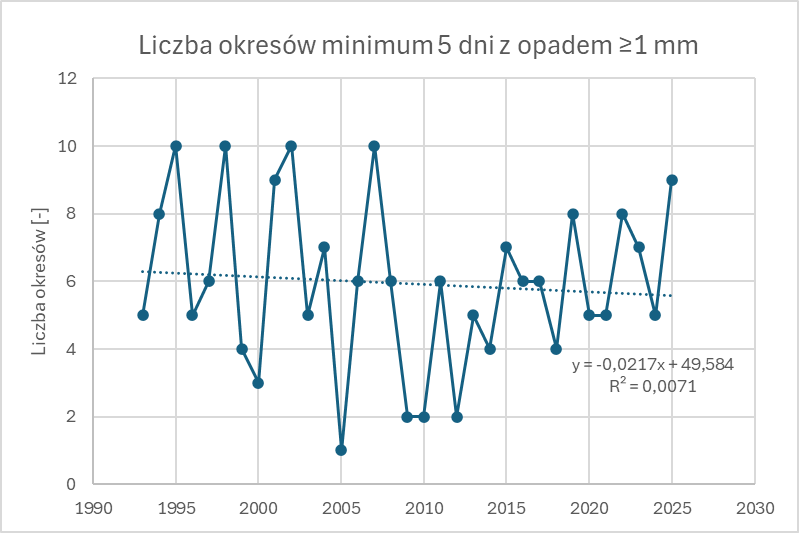 Liczba okresów minimum 5 dni z opadem ≥1 mm
12
10
8
6
4
2
0
Liczba okresów [-]
y = -0,0217x + 49,584
R² = 0,0071
1990 1995 2000 2005 2010 2015 2020 2025 2030